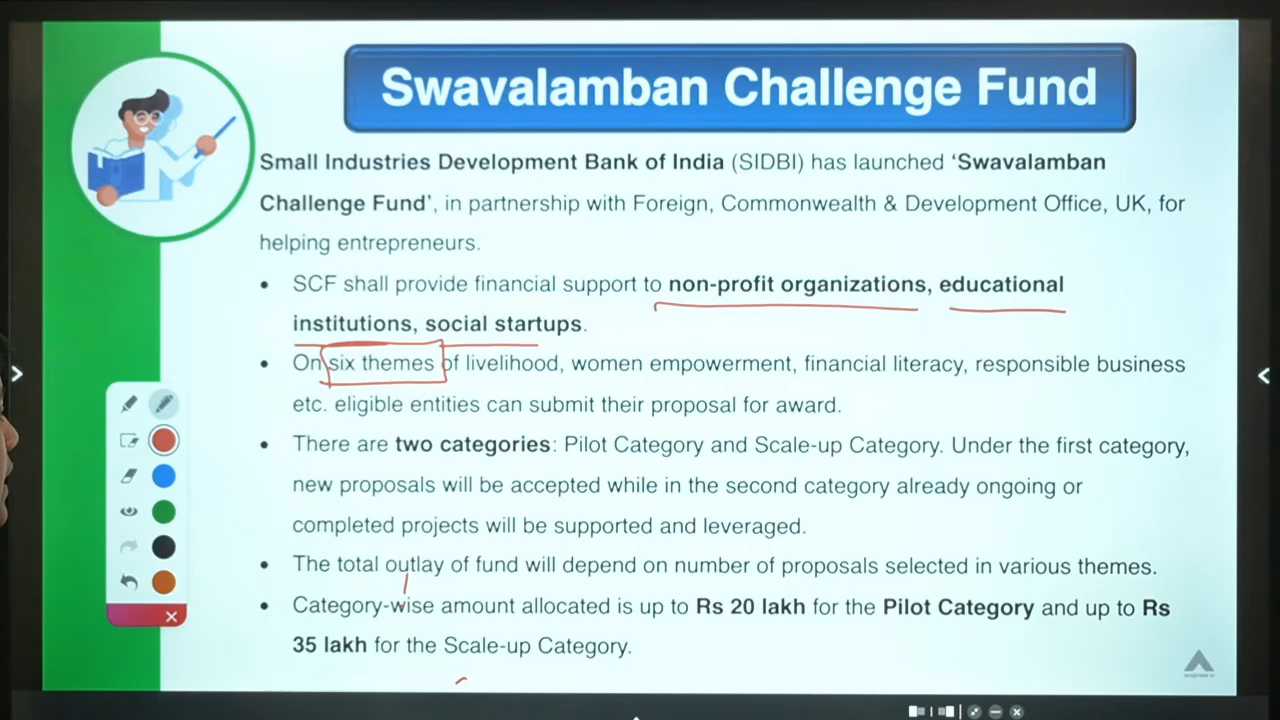 Swavalamban Challenge Fund
Small Industries Development Bank of India (SIDBI) has launched ‘Swavalamban
Challenge Fund’, in partnership with Foreign, Commonwealth & Development Office, UK, for
helping entrepreneurs.
• SCF shall provide financial support to non-profit organizations, educational
institutions, social startups.
• On six themes of livelihood, women empowerment, financial literacy, responsible business
etc. eligible entities can submit their proposal for award.
• There are two categories: Pilot Category and Scale-up Category. Under the first category,
new proposals will be accepted while in the second category already ongoing or
completed projects will be supported and leveraged.
• The total outlay of fund will depend on number of proposals selected in various themes.
• Category-wise amount allocated is up to Rs 20 lakh for the Pilot Category and up to Rs
35 lakh for the Scale-up Category.